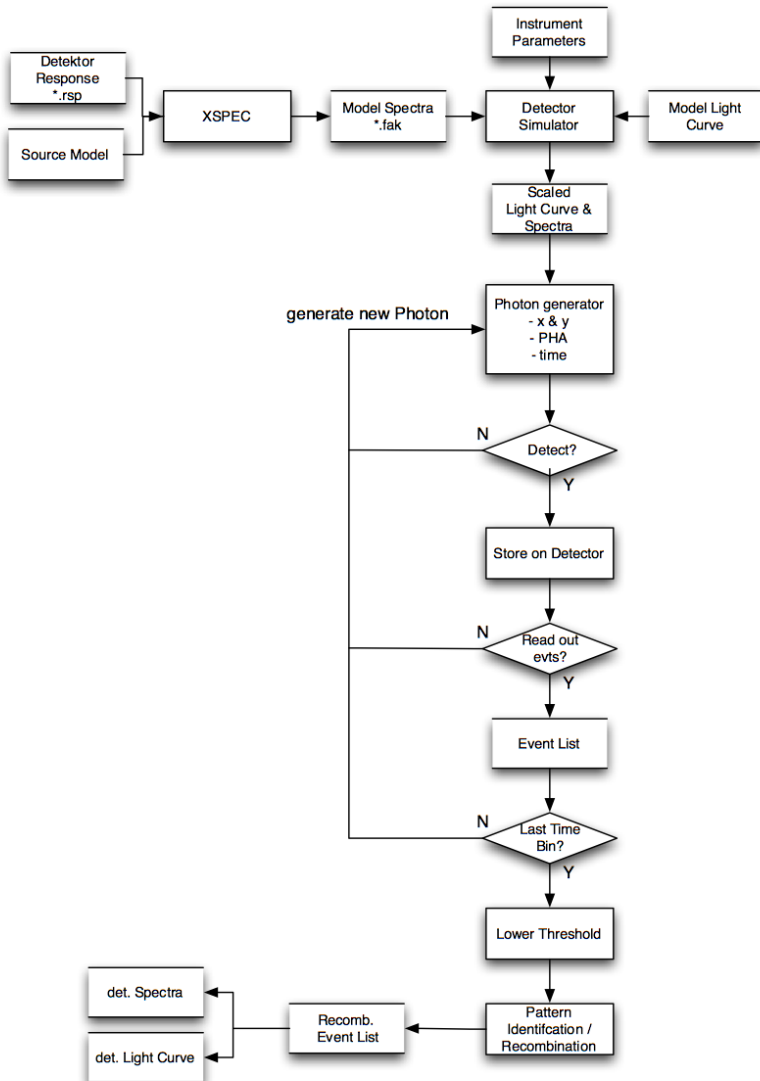 Instrument
Parameters
Detektor
Response
*.rsp
XSPEC
Model Spectra
*.fak
Detector
Simulator
Model Light
Curve
Source Model
Scaled
Light Curve &
Spectra
generate new Photon
Photon generator
- x & y
- PHA
- time
N
Detect?
Y
Store on Detector
N
Read out
evts?
Y
Event List
N
Last Time
Bin?
Y
Lower Threshold
det. Spectra
Recomb.
Event List
Pattern
Identifcation /
Recombination
det. Light Curve